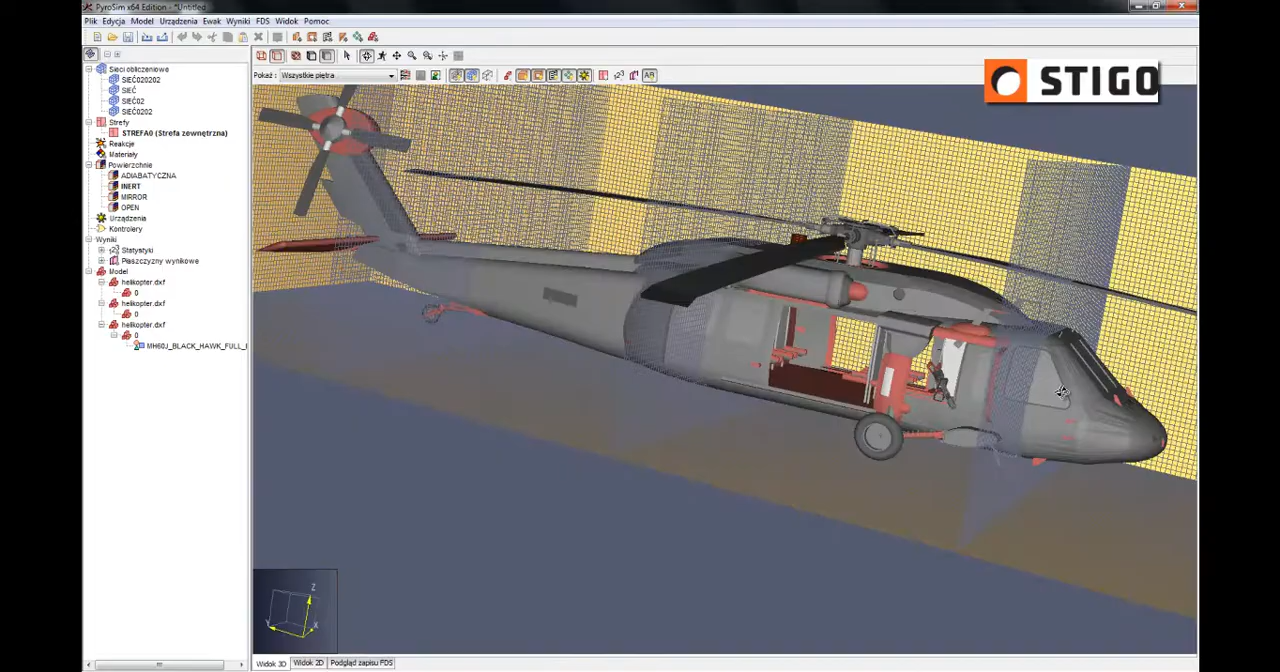 PyroSim x64 Edition - *Untitled
Plik Edycja Model Urządzenia Ewak Wyniki FDS Widok Pomoc
Pokaż: Wszystkie piętra
STIGO
Sieci obliczeniowe
SIEĆ020202
SIEĆ
SIEĆ02
SIEĆ0202
Strefy
STREFA0 (Strefa zewnętrzna)
Reakcje
Materiały
Powierzchnie
ADIABATYCZNA
INERT
MIRROR
OPEN
Urządzenia
Kontrolery
Wyniki
Statystyki
Płaszczyzny wynikowe
Model
helikopter.dxf
0
helikopter.dxf
0
helikopter.dxf
0
MH60J_BLACK_HAWK_FULL_
Z
Y
X
Widok 3D Widok 2D Podgląd zapisu FDS